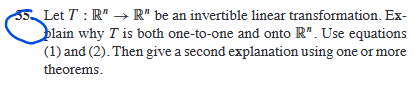 35. Let T : ℝⁿ → ℝⁿ be an invertible linear transformation. Ex-
plain why T is both one-to-one and onto ℝⁿ. Use equations
(1) and (2). Then give a second explanation using one or more
theorems.